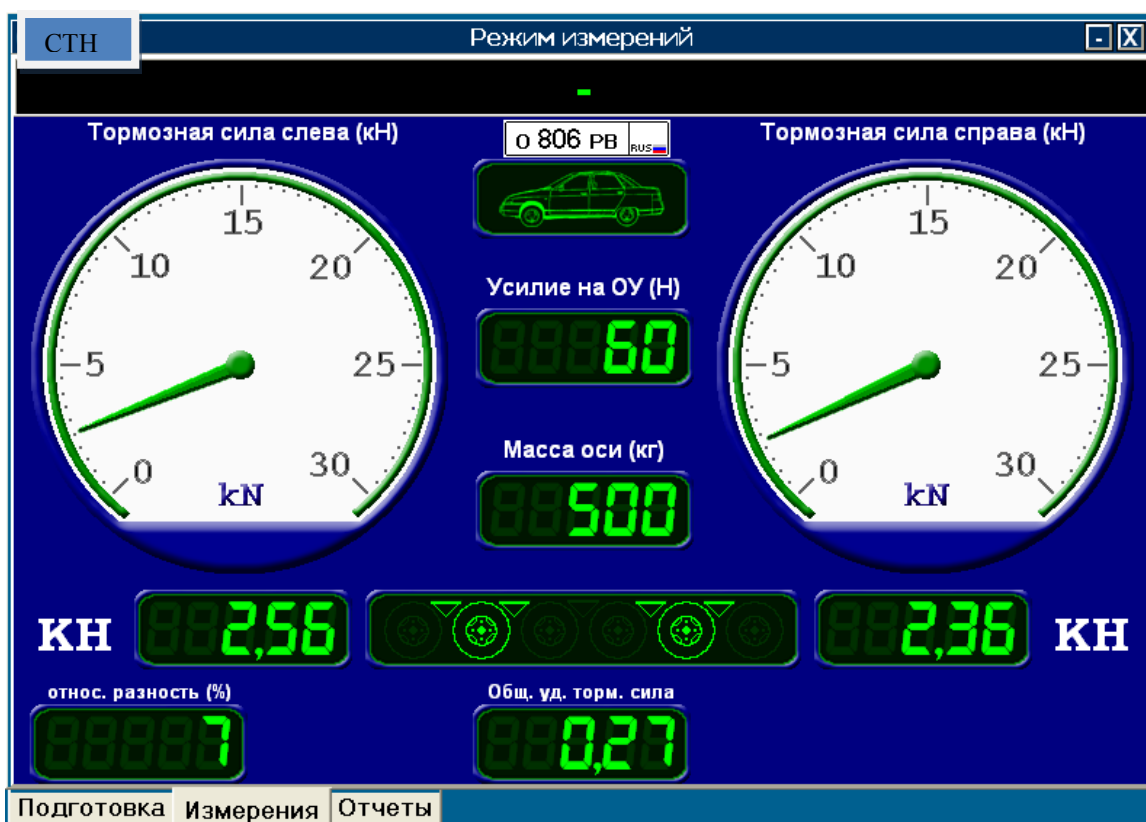 СТН
Режим измерений
- X
-
Тормозная сила слева (кН)
о 806 РВ RUS
Тормозная сила справа (кН)
0 5 10 15 20 25 30
kN
Усилие на ОУ (Н)
60
Масса оси (кг)
500
0 5 10 15 20 25 30
kN
КН 2,56
2,36 КН
относ. разность (%)
7
Общ. уд. торм. сила
0,27
Подготовка Измерения Отчеты